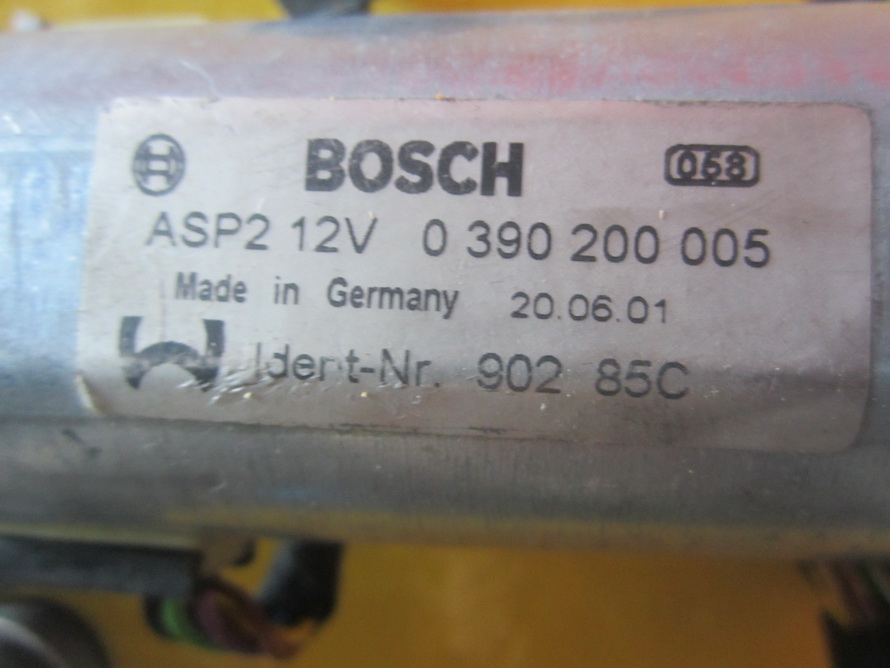 BOSCH 058
ASP2 12V 0 390 200 005
Made in Germany 20.06.01
Ident-Nr. 902 85C